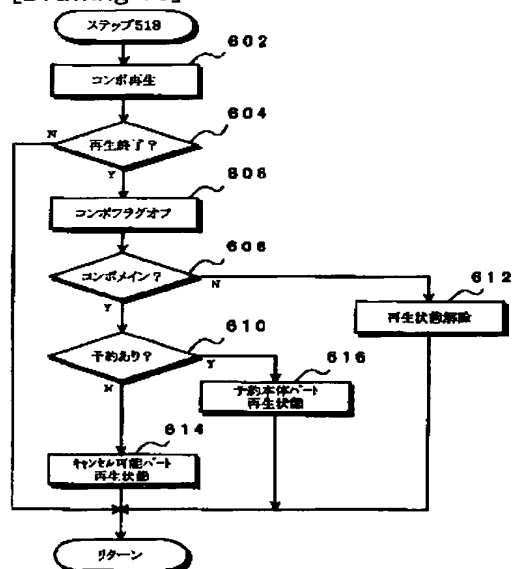 ステップ518
602
コンボ再生
604
再生終了？
N
Y
606
コンボフラグオフ
608
コンボメイン？
N
Y
612
再生状態解除
610
予約あり？
Y
N
616
予約本体パート
再生状態
614
キャンセル可能パート
再生状態
リターン